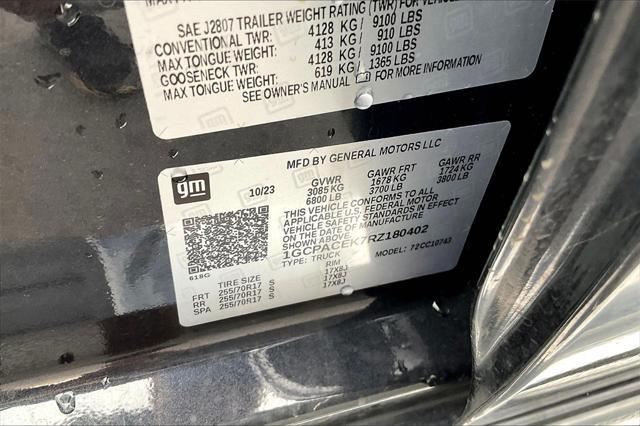 SAE J2807 TRAILER WEIGHT RATING (TWR) FOR VEHICLE
CONVENTIONAL TWR: 4128 KG / 9100 LBS
MAX TONGUE WEIGHT: 413 KG / 910 LBS
GOOSENECK TWR: 4128 KG / 9100 LBS
MAX TONGUE WEIGHT: 619 KG / 1365 LBS
SEE OWNER'S MANUAL FOR MORE INFORMATION
gm
MFD BY GENERAL MOTORS LLC
10/23
GVWR GAWR FRT GAWR RR
3085 KG 1678 KG 1724 KG
6800 LB 3700 LB 3800 LB
THIS VEHICLE CONFORMS TO ALL
APPLICABLE U.S. FEDERAL MOTOR
VEHICLE SAFETY STANDARDS IN EFFECT
ON THE DATE OF MANUFACTURE
SHOWN ABOVE.
1GCPACEK7RZ180402
TYPE: TRUCK MODEL: 72CC10743
618G
TIRE SIZE RIM
FRT 255/70R17 S 17X8J
RR 255/70R17 S 17X8J
SPA 255/70R17 S 17X8J